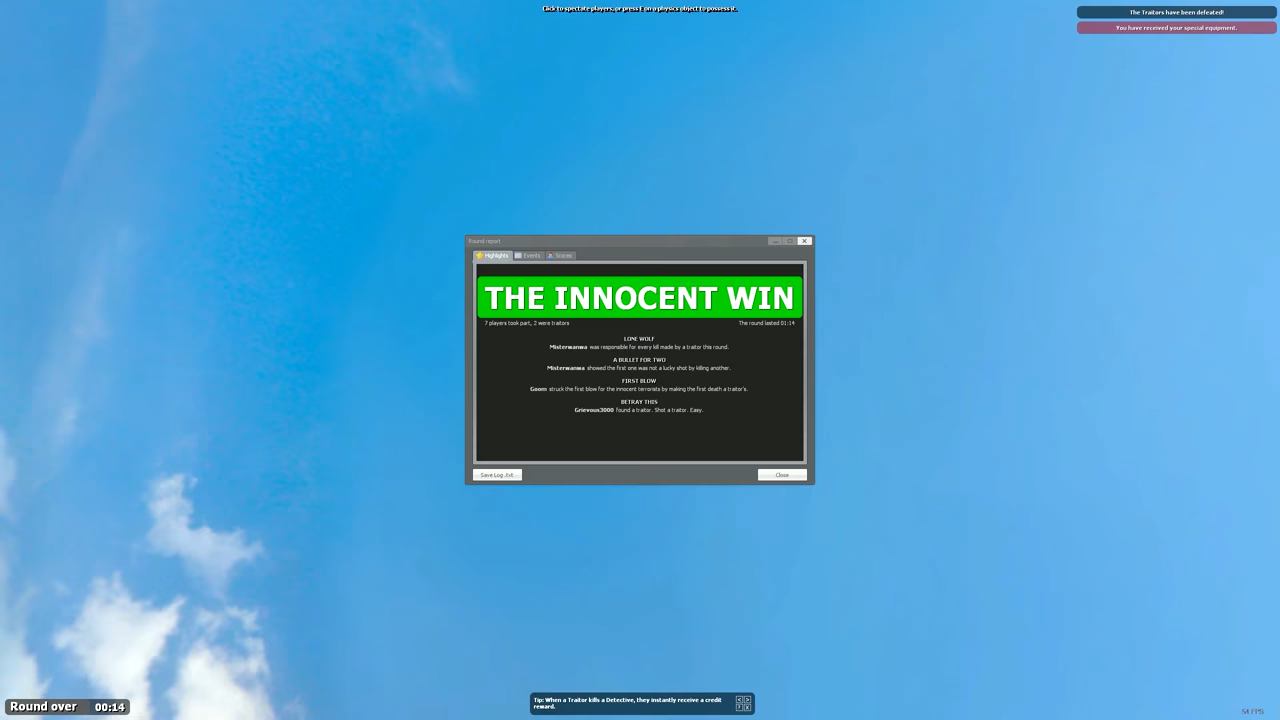 Click to spectate players, or press E on a physics object to possess it.
The Traitors have been defeated!
You have received your special equipment.
Round report
Highlights Events Scores
THE INNOCENT WIN
7 players took part, 2 were traitors
The round lasted 01:14
LONE WOLF
Mistermanwa was responsible for every kill made by a traitor this round.
A BULLET FOR TWO
Mistermanwa showed the first one was not a lucky shot by killing another.
FIRST BLOW
Goom struck the first blow for the innocent terrorists by making the first death a traitor's.
BETRAY THIS
Grievous3000 found a traitor. Shot a traitor. Easy.
Save Log .txt
Close
Tip: When a Traitor kills a Detective, they instantly receive a credit
reward.
< >
? X
Round over 00:14
54 FPS